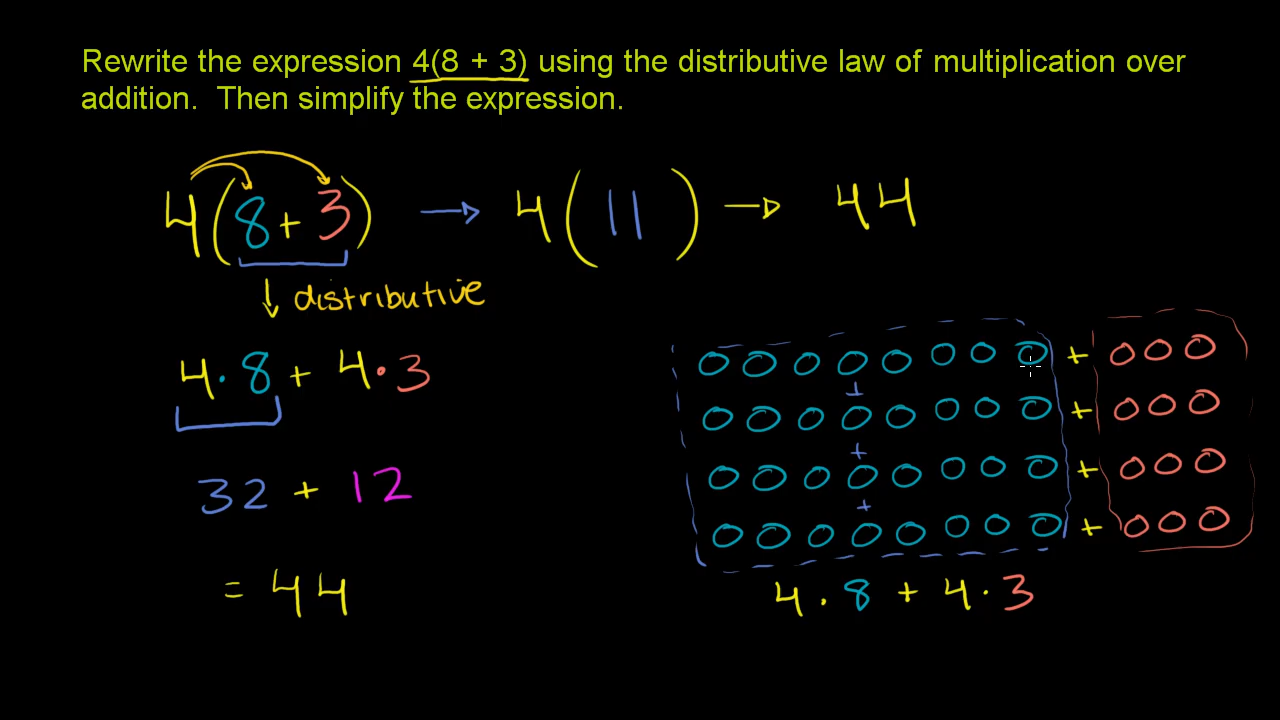 Rewrite the expression 4(8 + 3) using the distributive law of multiplication over
addition. Then simplify the expression.
4(8+3) → 4(11) → 44
↓ distributive
4·8 + 4·3
32 + 12
= 44
+
+
+
+
+
+
+
4·8 + 4·3